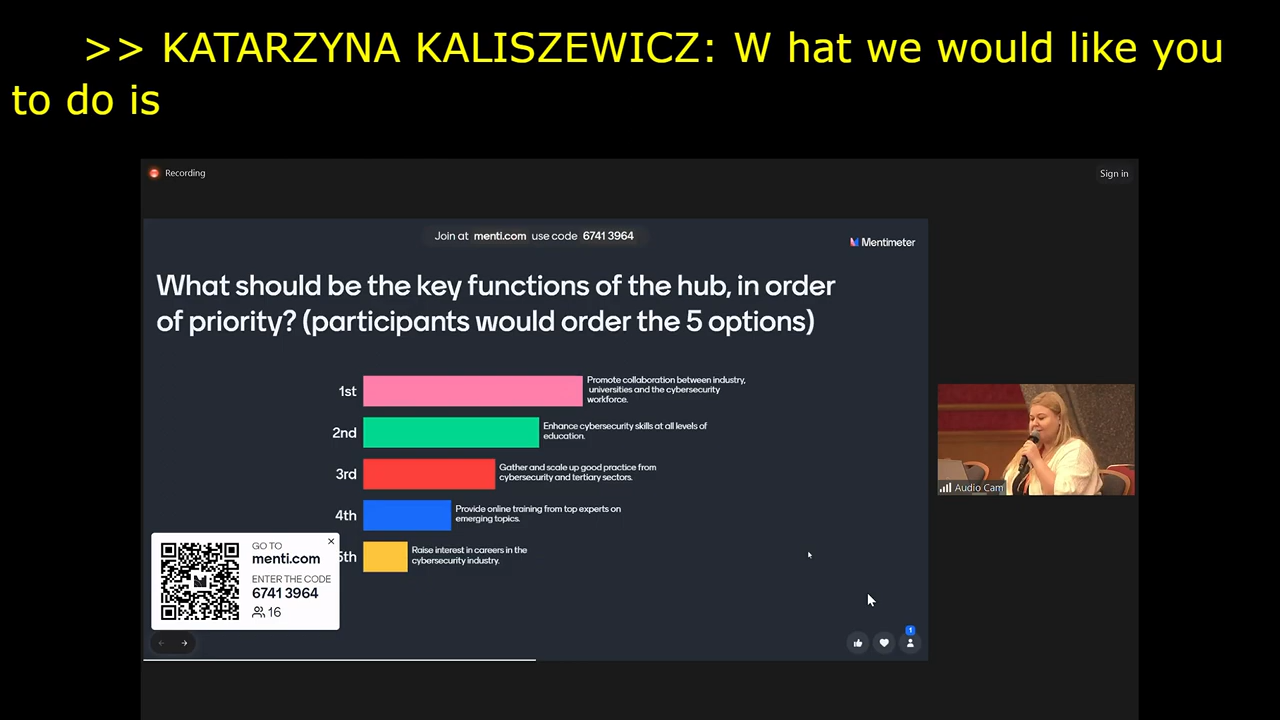 >> KATARZYNA KALISZEWICZ: W hat we would like you
to do is
Recording
Sign in
Join at menti.com use code 6741 3964
Mentimeter
What should be the key functions of the hub, in order
of priority? (participants would order the 5 options)
1st
Promote collaboration between industry,
universities and the cybersecurity
workforce.
2nd
Enhance cybersecurity skills at all levels of
education.
3rd
Gather and scale up good practice from
cybersecurity and tertiary sectors.
4th
Provide online training from top experts on
emerging topics.
5th
Raise interest in careers in the
cybersecurity industry.
GO TO
menti.com
ENTER THE CODE
6741 3964
16
1
Audio Cam